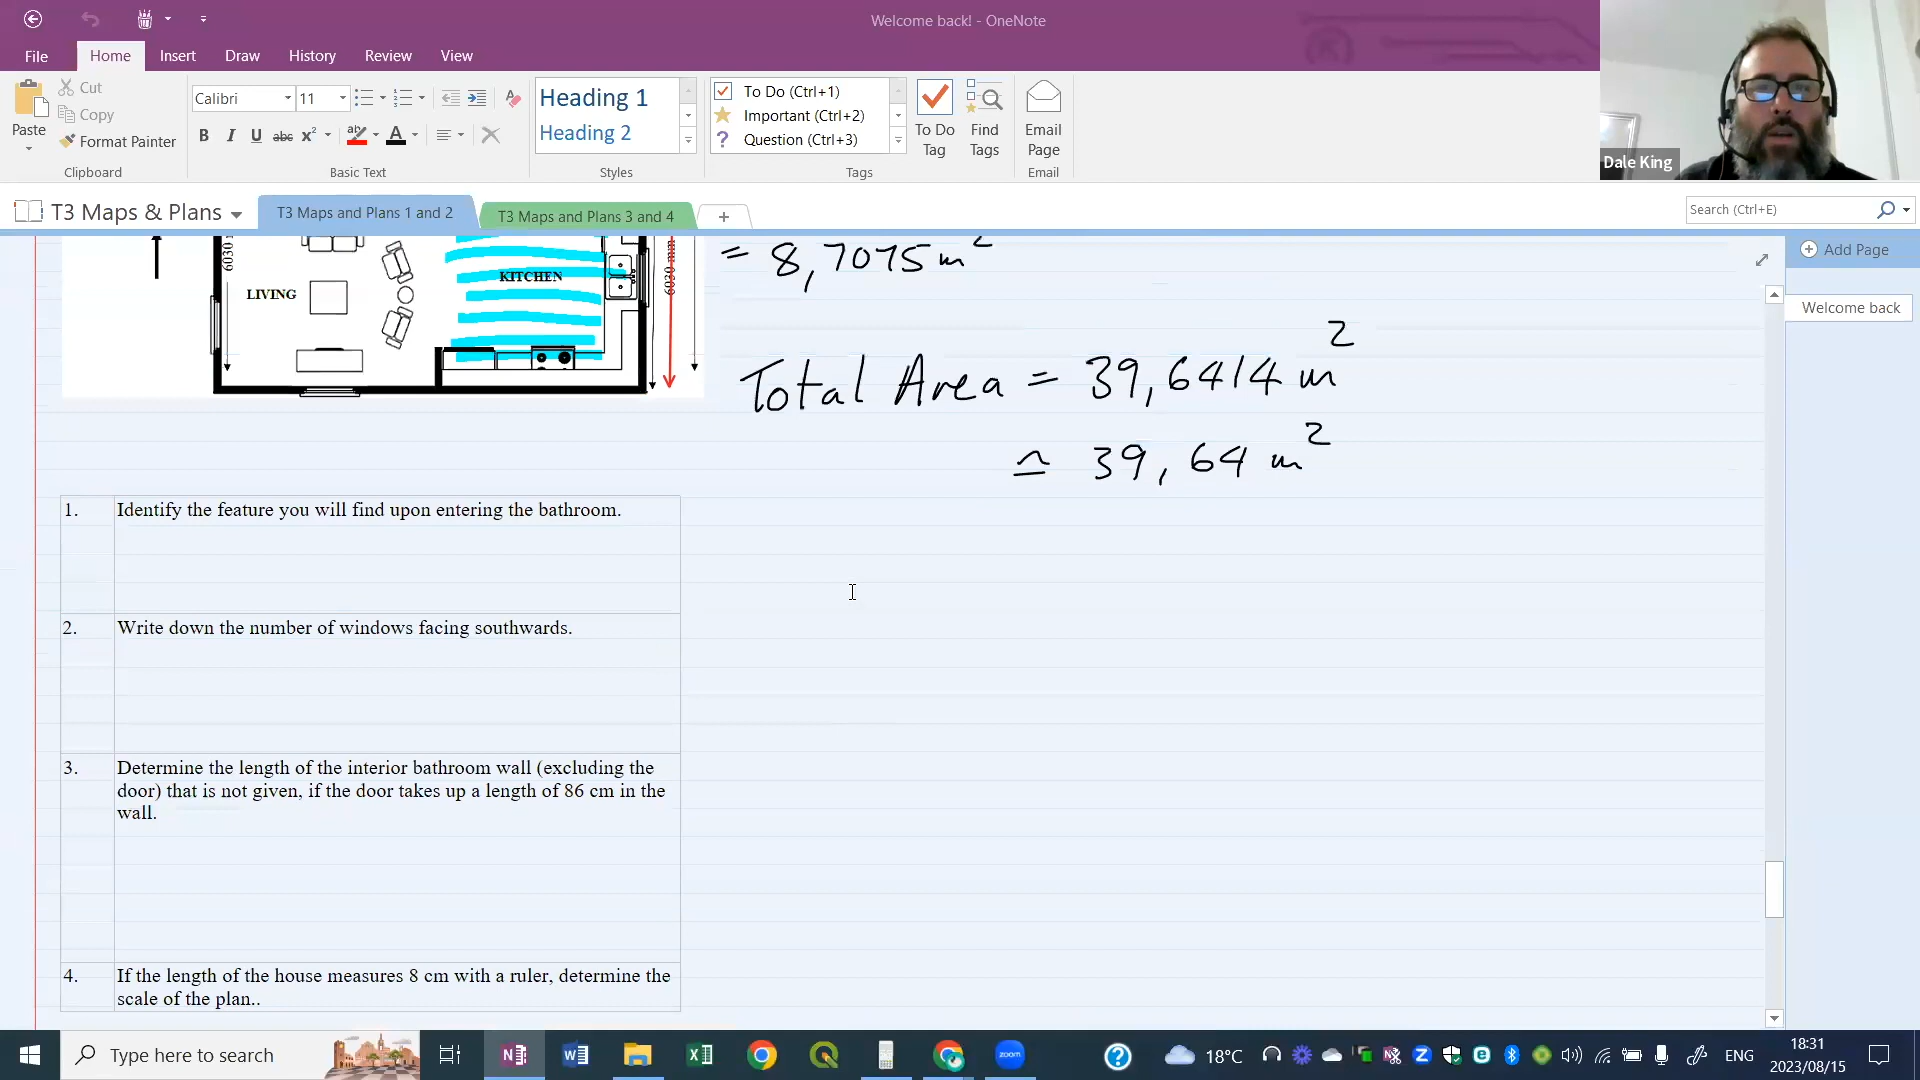 Welcome back! - OneNote
File Home Insert Draw History Review View
Paste
Cut
Copy
Format Painter
Clipboard
Calibri 11
B I U abc x² ab A
Basic Text
Heading 1
Heading 2
Styles
To Do (Ctrl+1)
Important (Ctrl+2)
? Question (Ctrl+3)
Tags
To Do Tag
Find Tags
Email Page
Email
Dale King
T3 Maps & Plans
T3 Maps and Plans 1 and 2
T3 Maps and Plans 3 and 4
+
Search (Ctrl+E)
Add Page
Welcome back
6030
LIVING
KITCHEN
6030 mm
= 8,7075 m²
Total Area = 39,6414 m²
≃ 39,64 m²
1. Identify the feature you will find upon entering the bathroom.
2. Write down the number of windows facing southwards.
3. Determine the length of the interior bathroom wall (excluding the
door) that is not given, if the door takes up a length of 86 cm in the
wall.
4. If the length of the house measures 8 cm with a ruler, determine the
scale of the plan..
Type here to search
zoom
18°C
ENG
18:31
2023/08/15